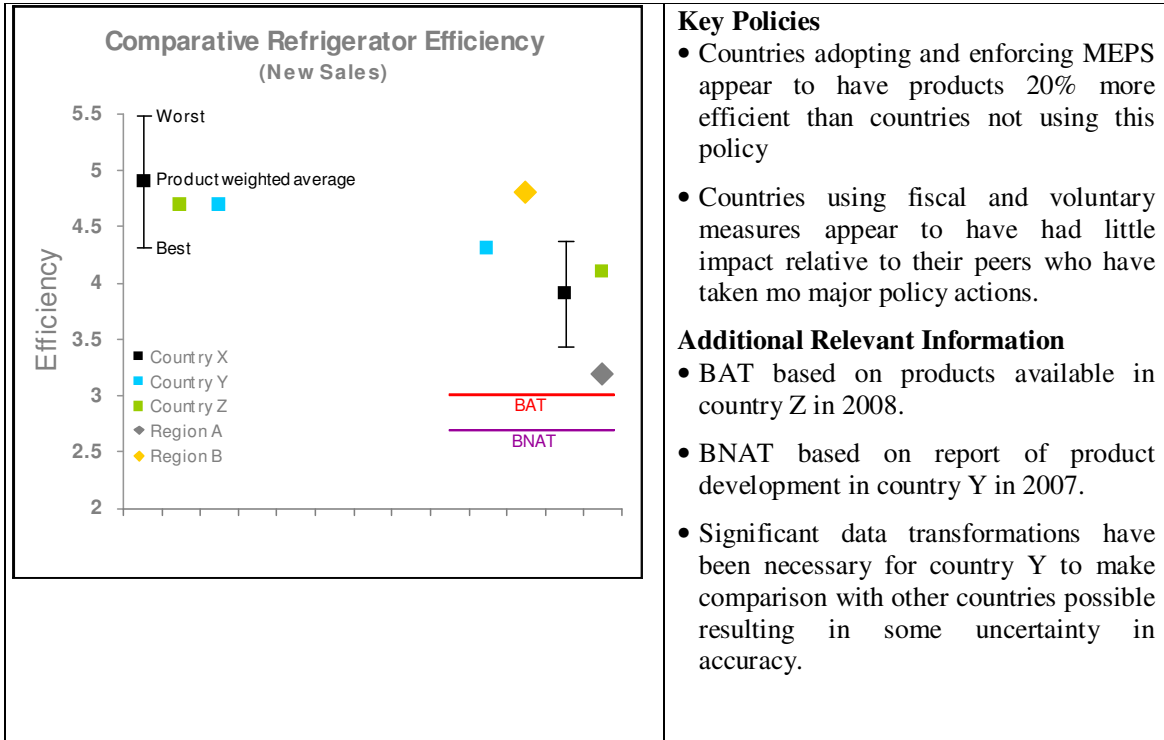 Comparative Refrigerator Efficiency
(New Sales)
5.5
5
4.5
4
3.5
3
2.5
2
Efficiency
Worst
Product weighted average
Best
Country X
Country Y
Country Z
Region A
Region B
BAT
BNAT
Key Policies
• Countries adopting and enforcing MEPS
appear to have products 20% more
efficient than countries not using this
policy
• Countries using fiscal and voluntary
measures appear to have had little
impact relative to their peers who have
taken mo major policy actions.
Additional Relevant Information
• BAT based on products available in
country Z in 2008.
• BNAT based on report of product
development in country Y in 2007.
• Significant data transformations have
been necessary for country Y to make
comparison with other countries possible
resulting in some uncertainty in
accuracy.